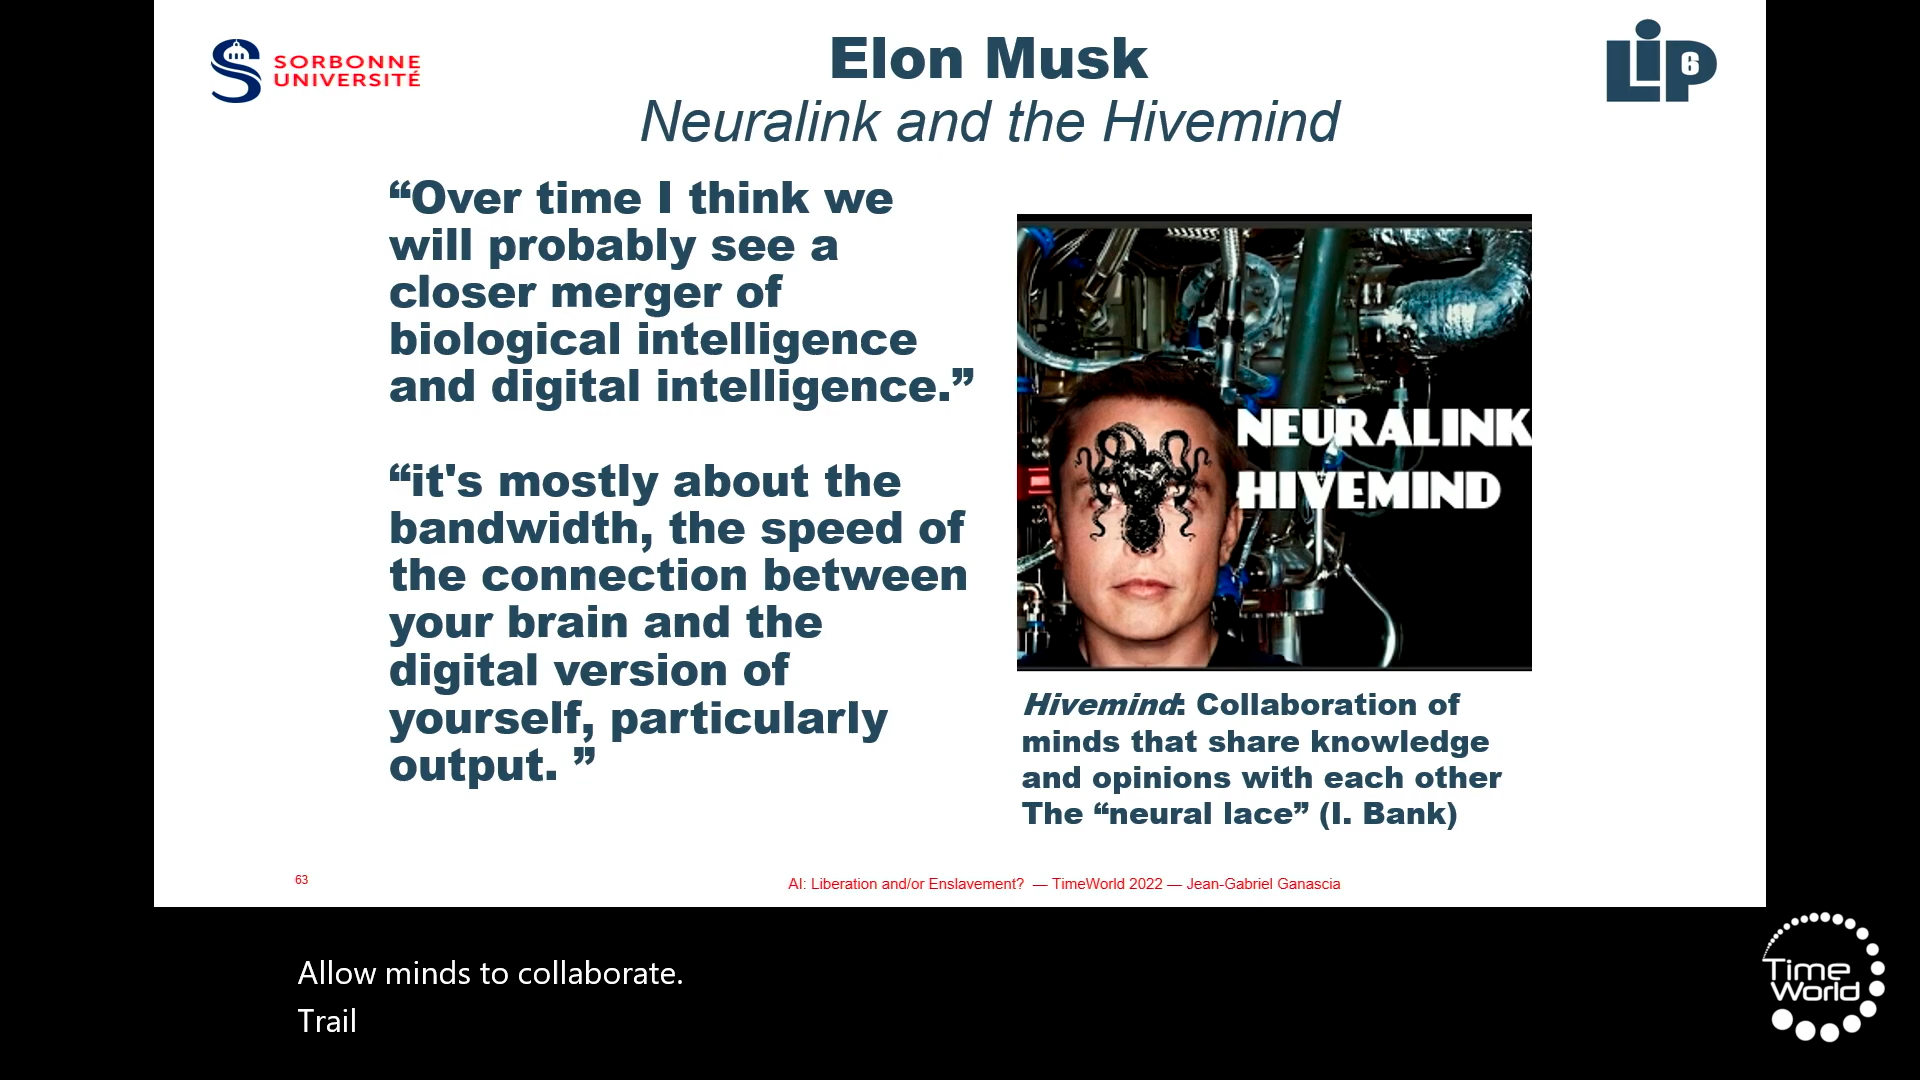 SORBONNE
UNIVERSITÉ
Elon Musk
Neuralink and the Hivemind
LiP6
“Over time I think we
will probably see a
closer merger of
biological intelligence
and digital intelligence.”
“it's mostly about the
bandwidth, the speed of
the connection between
your brain and the
digital version of
yourself, particularly
output. ”
NEURALINK
HIVEMIND
Hivemind: Collaboration of
minds that share knowledge
and opinions with each other
The “neural lace” (I. Bank)
63
AI: Liberation and/or Enslavement? — TimeWorld 2022 — Jean-Gabriel Ganascia
Allow minds to collaborate.
Trail
Time
World